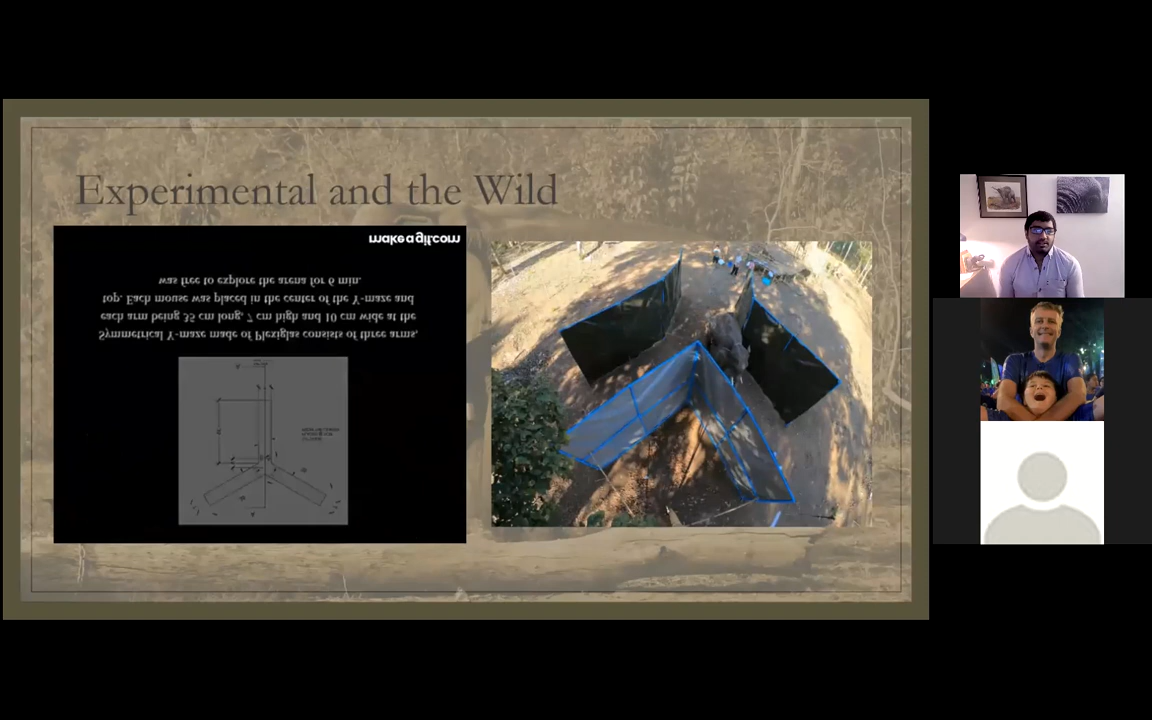 Experimental and the Wild
makeagif.com
Symmetrical Y-maze made of Plexiglas consists of three arms,
each arm being 35 cm long, 7 cm high and 10 cm wide at the
top. Each mouse was placed in the center of the Y-maze and
was free to explore the arena for 6 min.